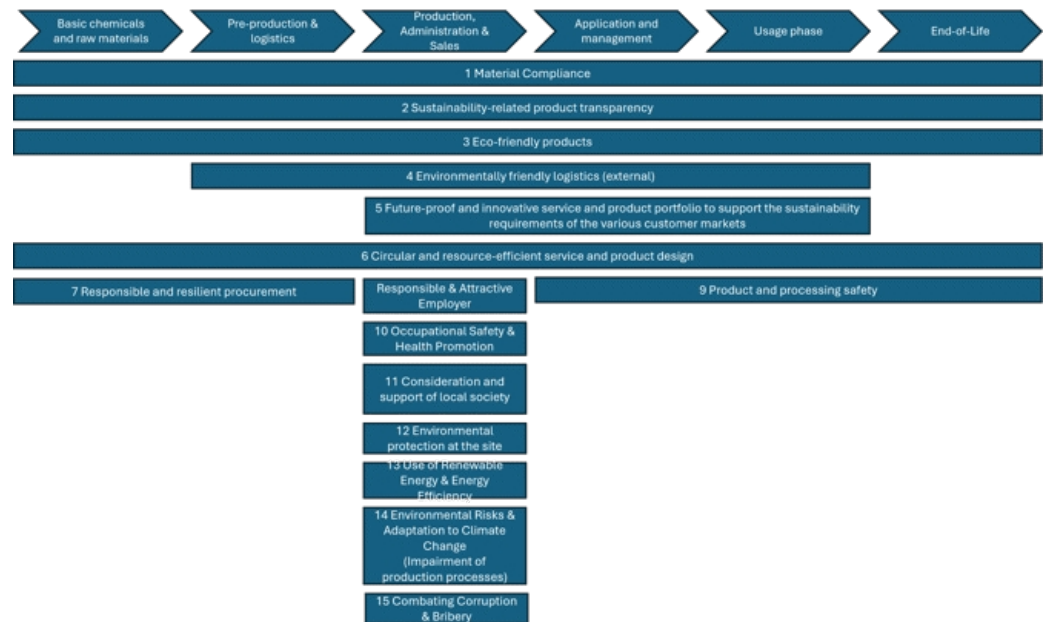 Basic chemicals
and raw materials
Pre-production &
logistics
Production,
Administration &
Sales
Application and
management
Usage phase
End-of-Life
1 Material Compliance
2 Sustainability-related product transparency
3 Eco-friendly products
4 Environmentally friendly logistics (external)
5 Future-proof and innovative service and product portfolio to support the sustainability
requirements of the various customer markets
6 Circular and resource-efficient service and product design
7 Responsible and resilient procurement
Responsible & Attractive
Employer
9 Product and processing safety
10 Occupational Safety &
Health Promotion
11 Consideration and
support of local society
12 Environmental
protection at the site
13 Use of Renewable
Energy & Energy
Efficiency
14 Environmental Risks &
Adaptation to Climate
Change
(Impairment of
production processes)
15 Combating Corruption
& Bribery